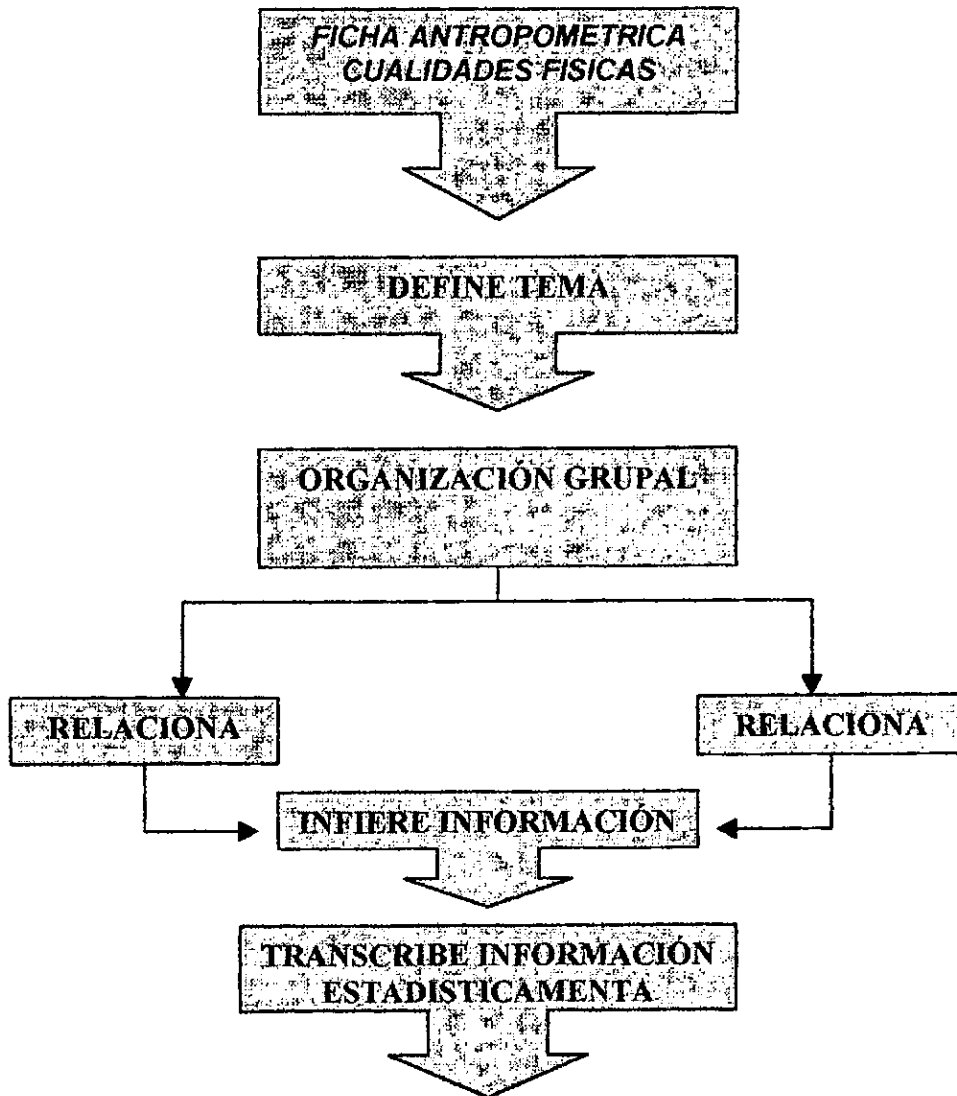 FICHA ANTROPOMETRICA
CUALIDADES FISICAS
DEFINE TEMA
ORGANIZACIÓN GRUPAL
RELACIONA
RELACIONA
INFIERE INFORMACIÓN
TRANSCRIBE INFORMACIÓN
ESTADISTICAMENTA